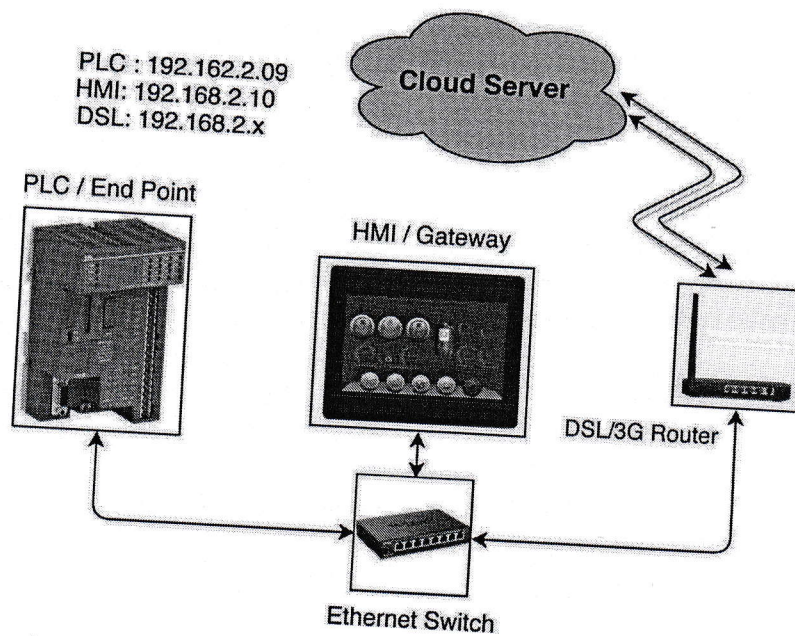 PLC : 192.162.2.09
HMI: 192.168.2.10
DSL: 192.168.2.x
Cloud Server
PLC / End Point
HMI / Gateway
DSL/3G Router
Ethernet Switch